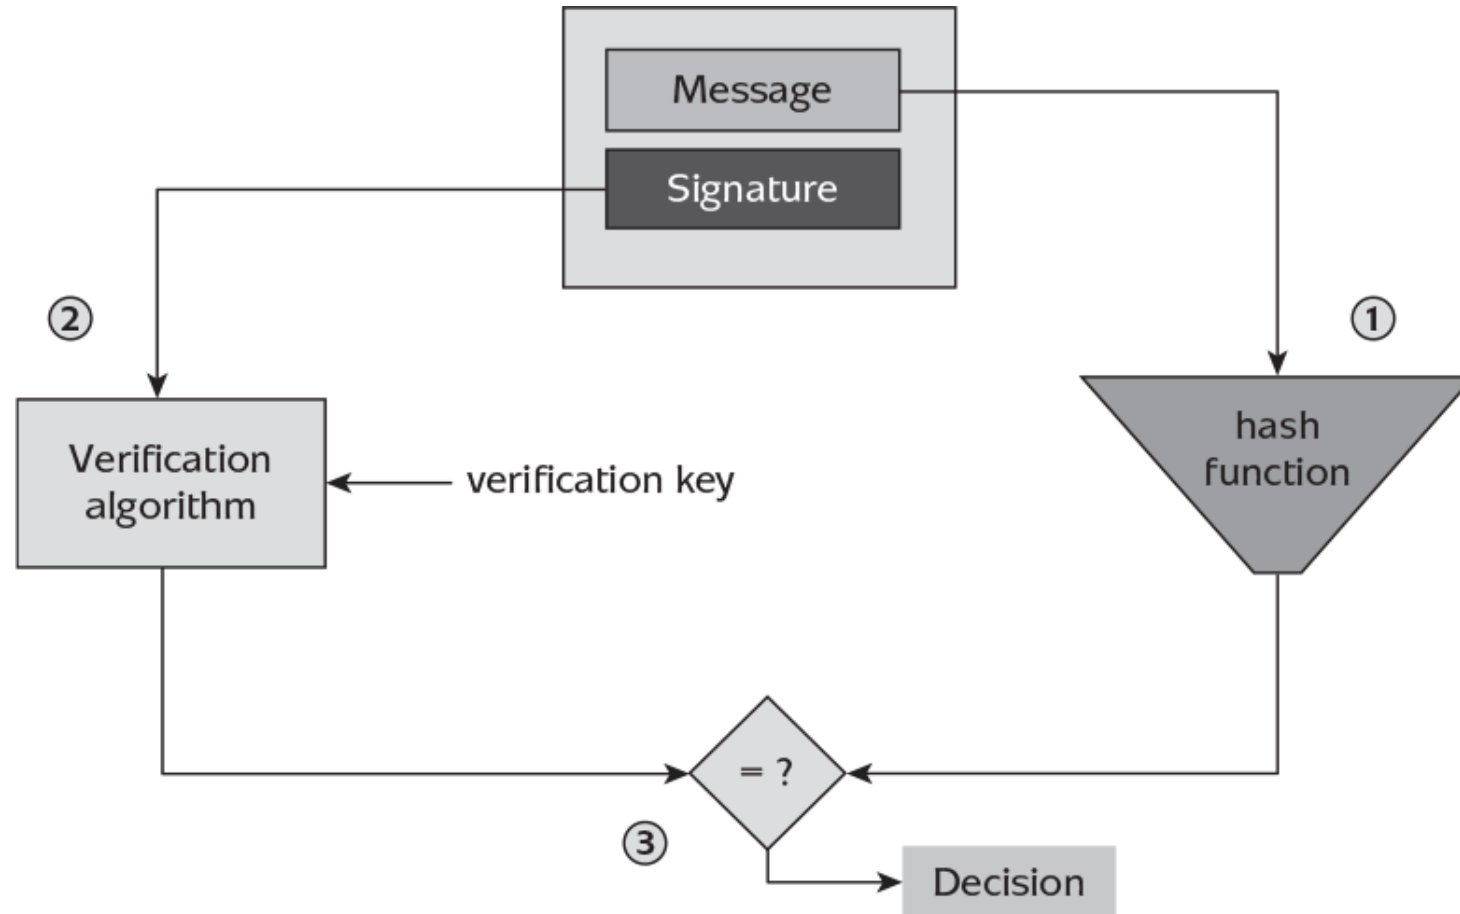 Message
Signature
2
1
hash
function
Verification
algorithm
verification key
= ?
3
Decision